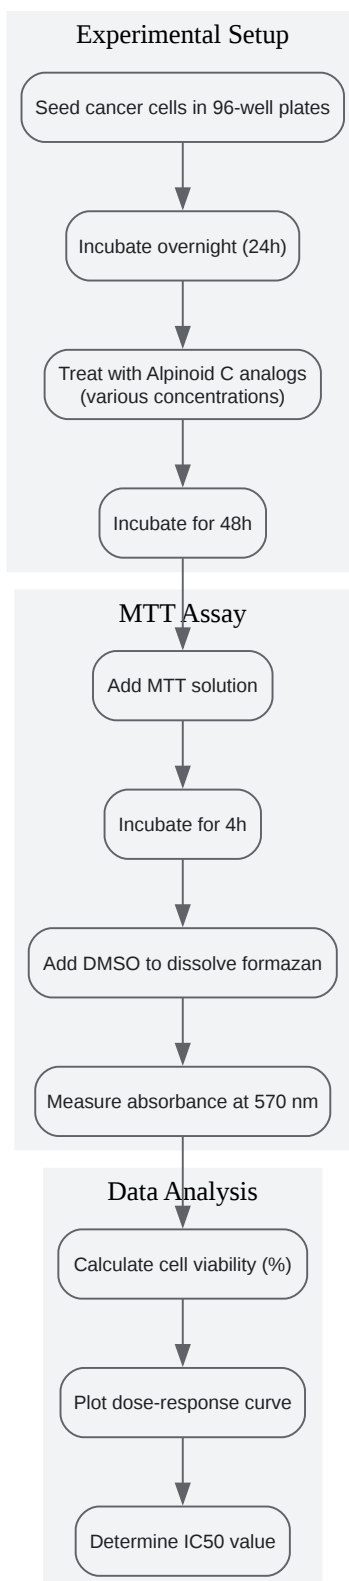 Experimental Setup
Seed cancer cells in 96-well plates
Incubate overnight (24h)
Treat with Alpinoid C analogs
(various concentrations)
Incubate for 48h
MTT Assay
Add MTT solution
Incubate for 4h
Add DMSO to dissolve formazan
Measure absorbance at 570 nm
Data Analysis
Calculate cell viability (%)
Plot dose-response curve
Determine IC50 value